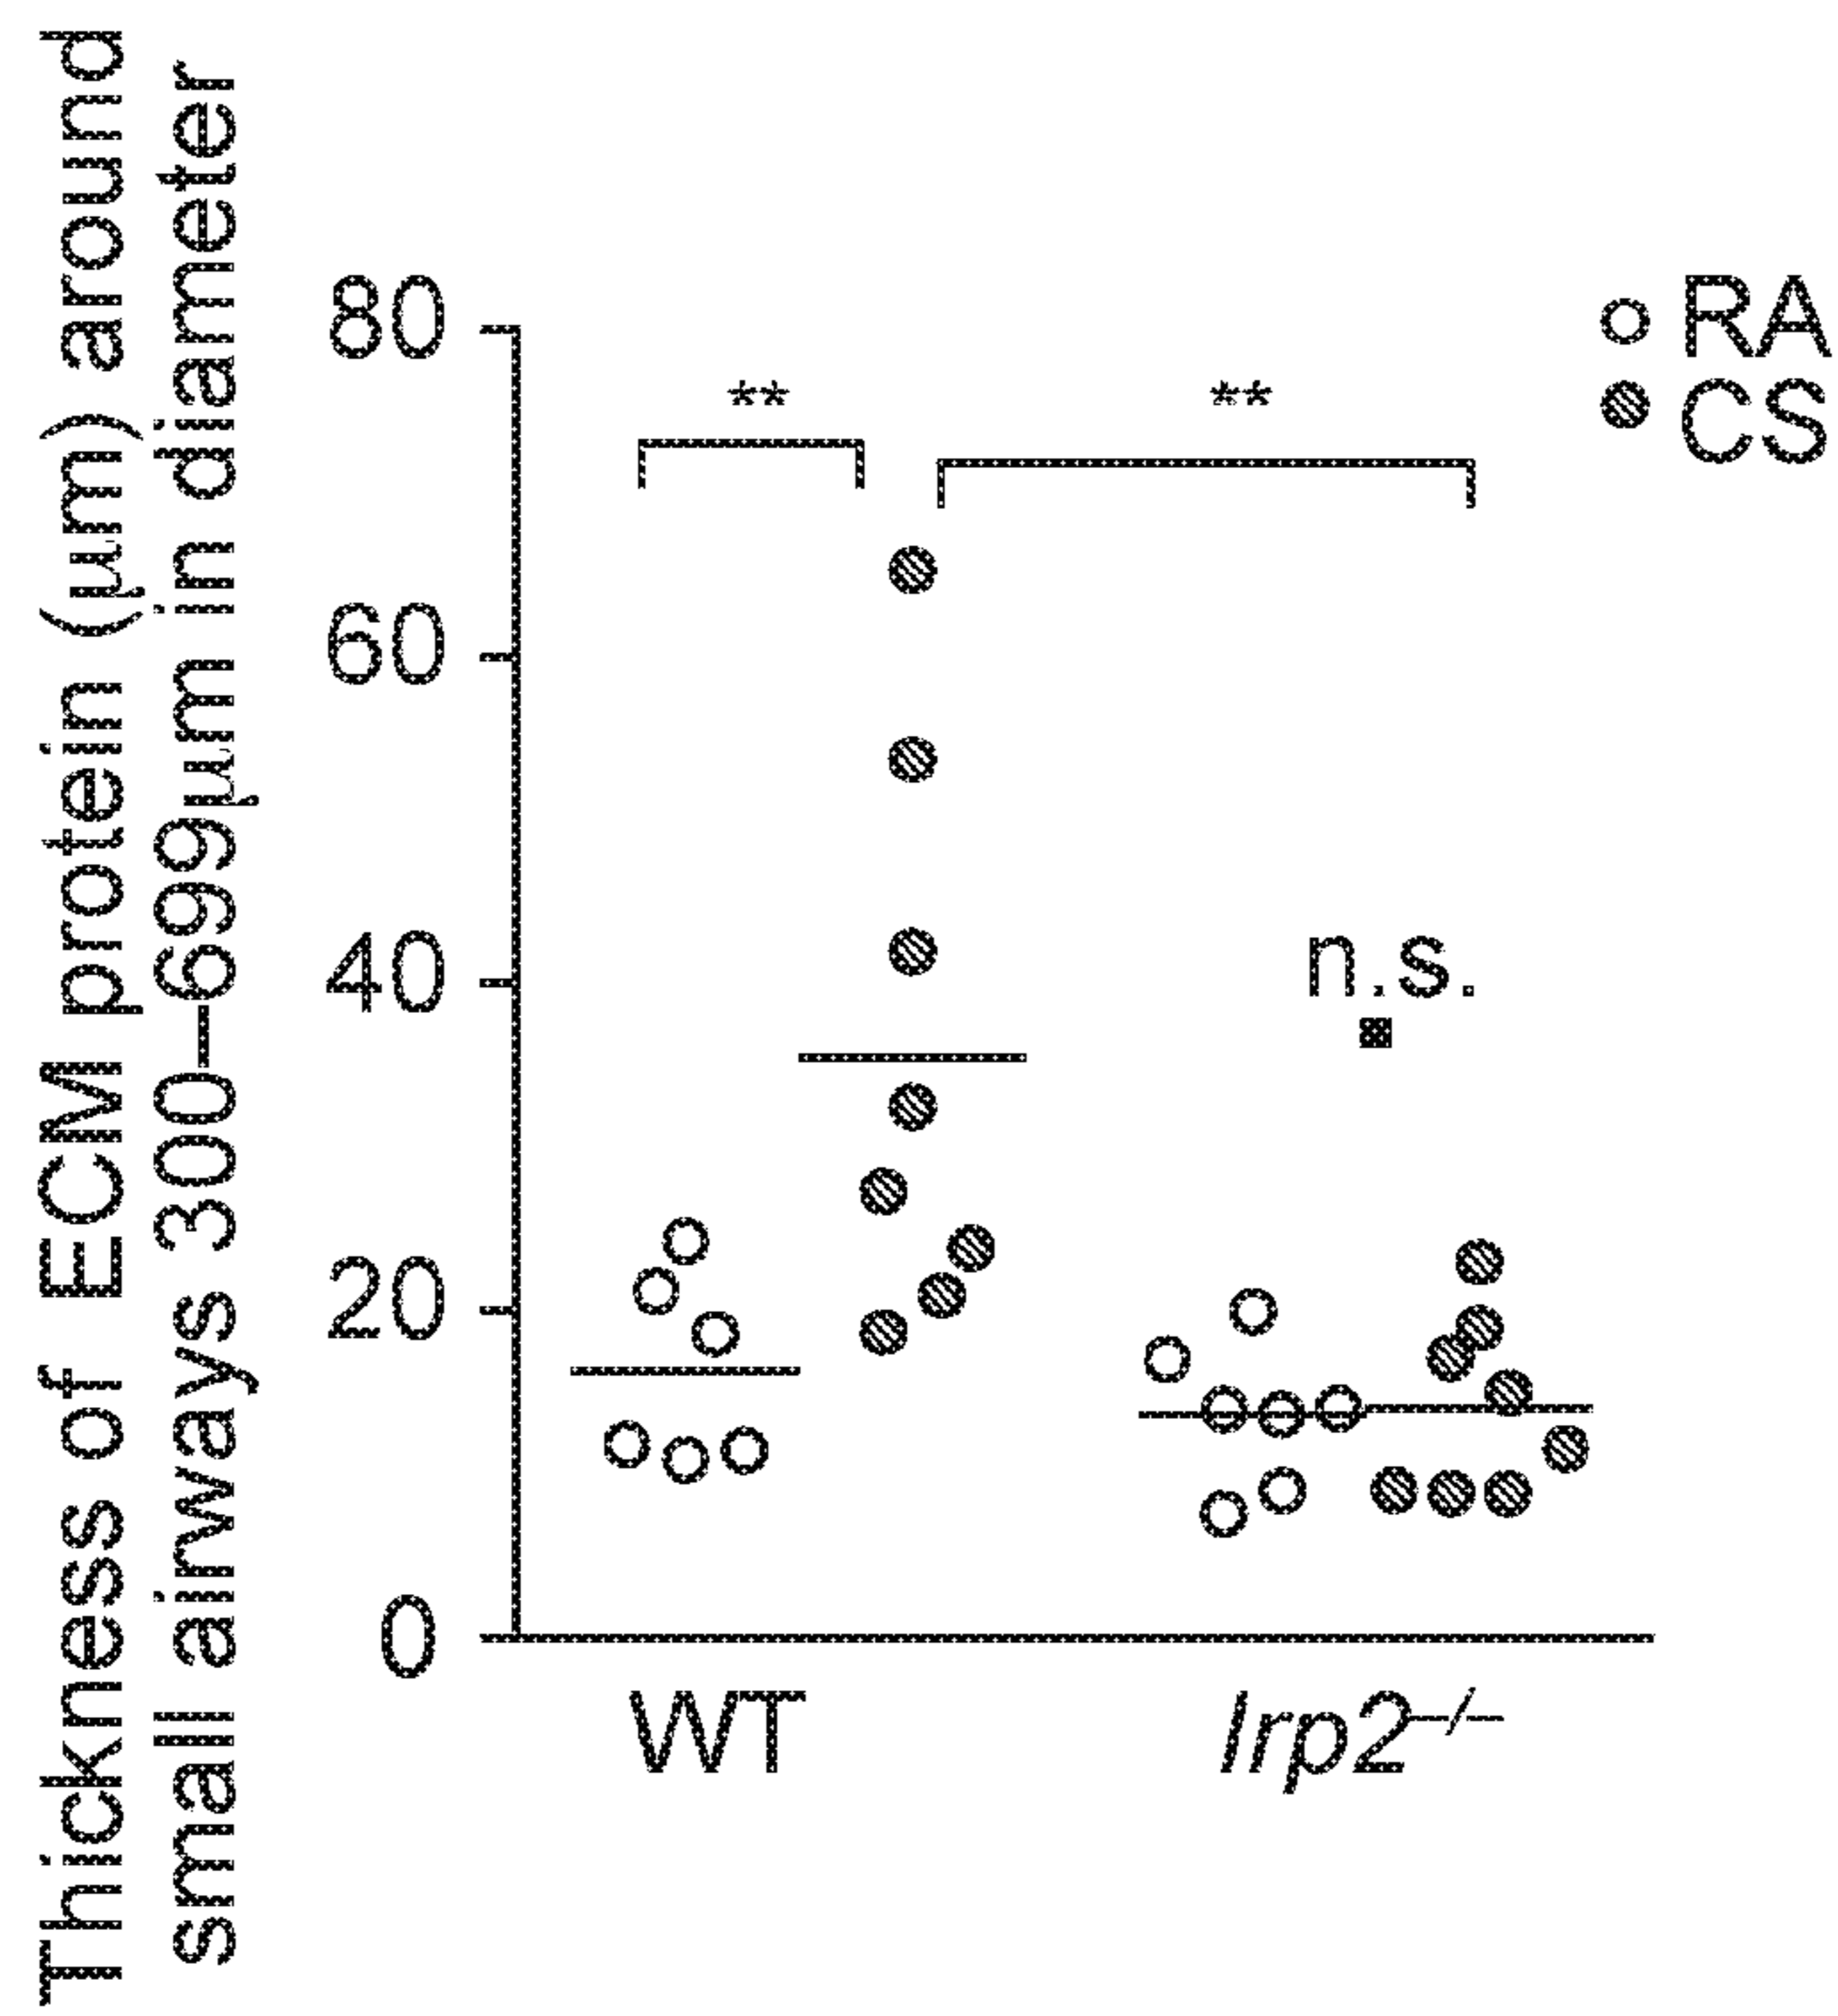 Thickness of ECM protein (μm) around
small airways 300–699μm in diameter
80
60
40
20
0
**
**
n.s.
RA
CS
WT
Irp2–/–